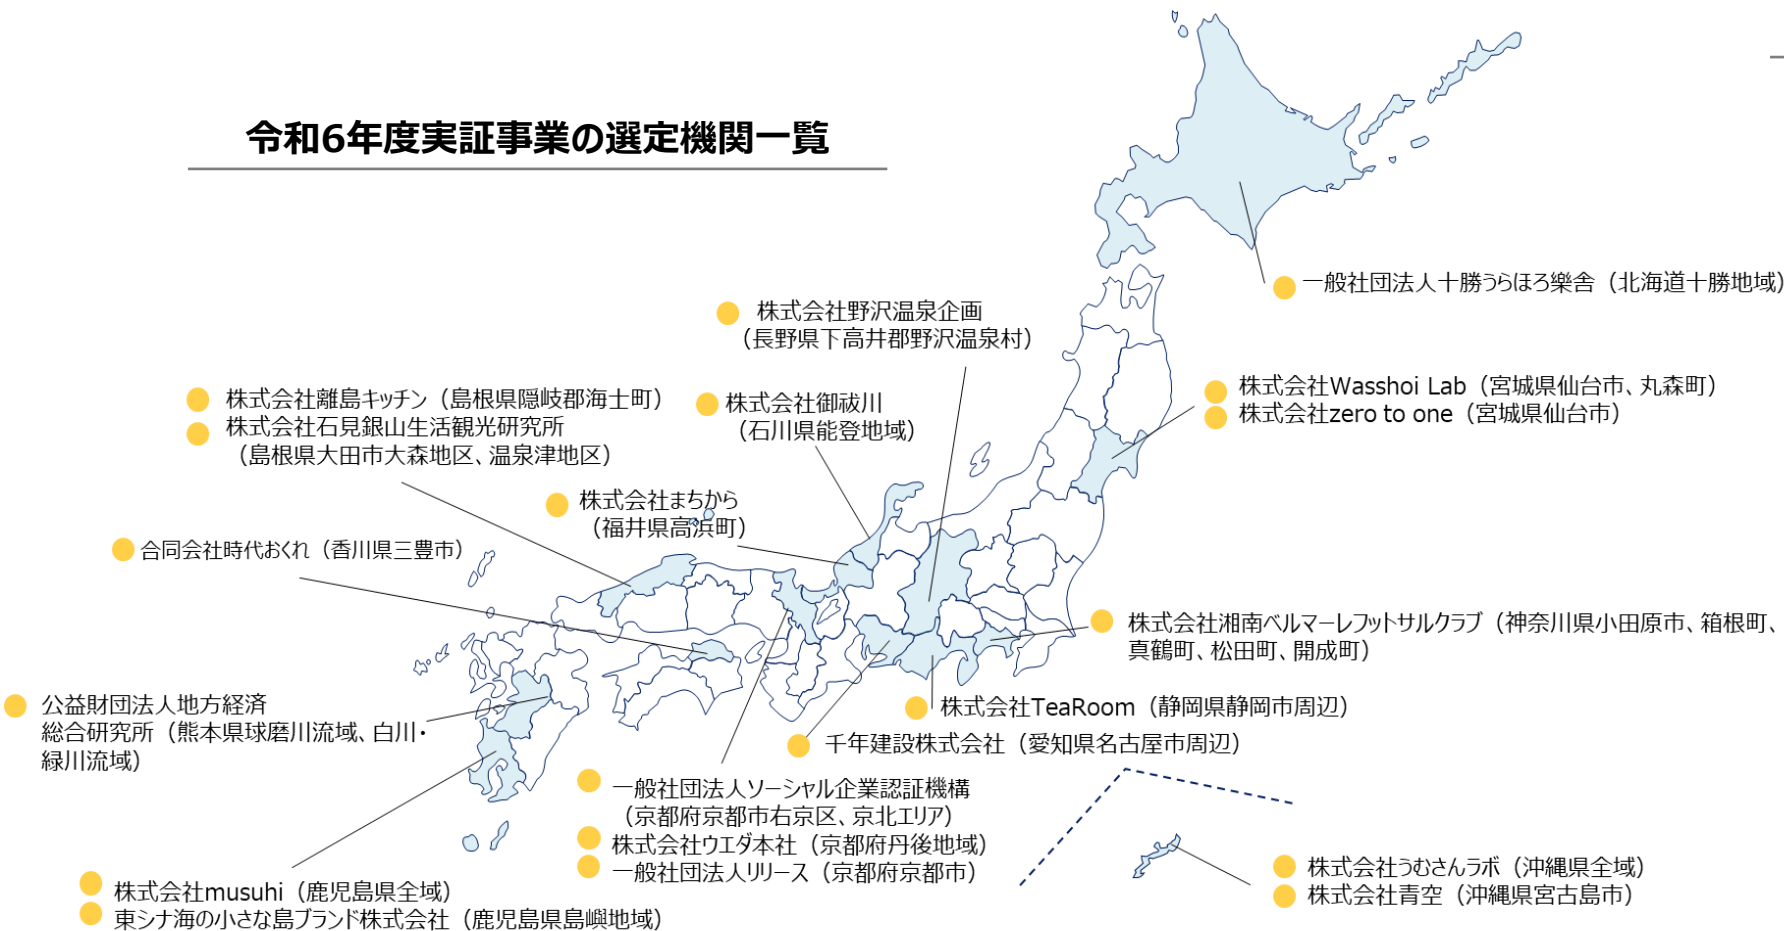 令和6年度実証事業の選定機関一覧
一般社団法人十勝うらほろ樂舎（北海道十勝地域）
株式会社野沢温泉企画
（長野県下高井郡野沢温泉村）
株式会社Wasshoi Lab（宮城県仙台市、丸森町）
株式会社zero to one（宮城県仙台市）
株式会社離島キッチン（島根県隠岐郡海士町）
株式会社石見銀山生活観光研究所
（島根県大田市大森地区、温泉津地区）
株式会社御祓川
（石川県能登地域）
株式会社まちから
（福井県高浜町）
合同会社時代おくれ（香川県三豊市）
株式会社湘南ベルマーレフットサルクラブ（神奈川県小田原市、箱根町、
真鶴町、松田町、開成町）
公益財団法人地方経済
総合研究所（熊本県球磨川流域、白川・
緑川流域）
株式会社TeaRoom（静岡県静岡市周辺）
千年建設株式会社（愛知県名古屋市周辺）
一般社団法人ソーシャル企業認証機構
（京都府京都市右京区、京北エリア）
株式会社ウエダ本社（京都府丹後地域）
一般社団法人リリース（京都府京都市）
株式会社musuhi（鹿児島県全域）
東シナ海の小さな島ブランド株式会社（鹿児島県島嶼地域）
株式会社うむさんラボ（沖縄県全域）
株式会社青空（沖縄県宮古島市）